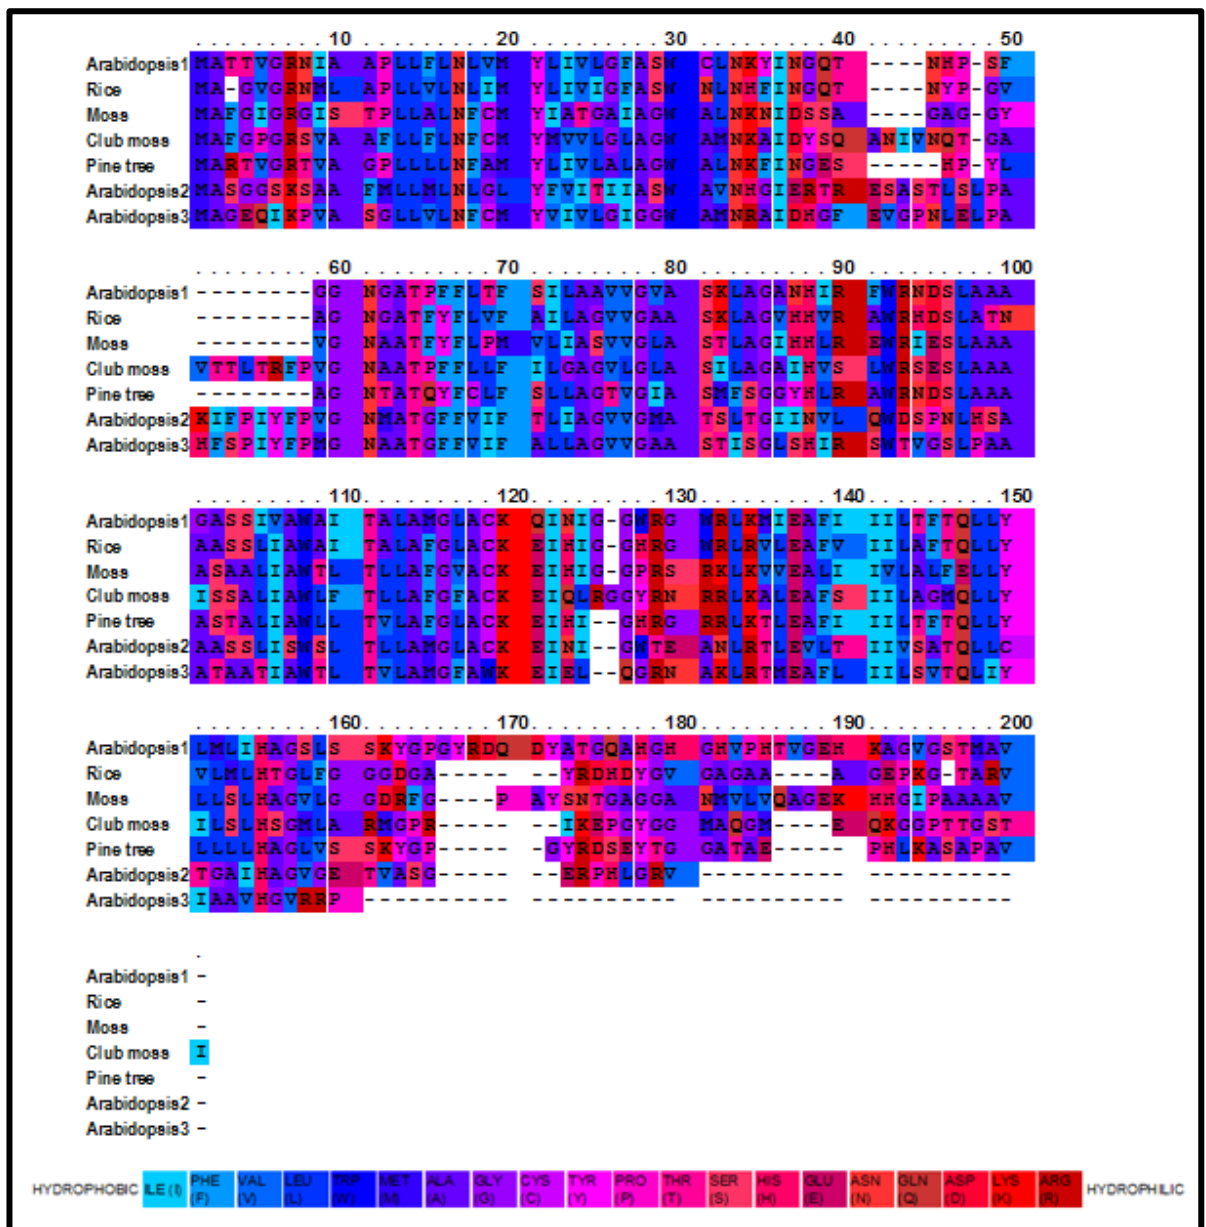 10 20 30 40 50
Arabidopsis1 MATTVGRNIA APLLFLNLVM YLIVLGFASW CLNKYINGQT ----NHP-SF
Rice MA-GVGRNML APLLVLNLIM YLIVIGFASW NLNHFINGQT ----NYP-GV
Moss MAFGIGRGIS TPLLALNFCM YIATGAIAGW ALNKNIDSSA ----GAG-GY
Club moss MAFGPGRSVA AFLLFLNFCM YMVVLGLAGW ALNKAIDYSQ ANIVNQT-GA
Pine tree MARTVGRTVA GPLLLLNFAM YLIVLALAGW ALNKFINGES -----HP-YL
Arabidopsis2 MASGGSKSAA FMLLMLNLGL YFVITIIASW AVNHGIERTR ESASTLSLPA
Arabidopsis3 MAGEQIKPVA SGLLVLNFCM YVIVLGIGGW AMNRAIDHGF EVGPNLELPA
. . . . . . . . 60 . . . . . . . . 70 . . . . . . . . 80 . . . . . . . . 90 . . . . . . . . 100
Arabidopsis1 --------GG NGATPFFLTF SILAAVVGVA SKLAGANHIR FWRNDSLAAA
Rice --------AG NGATFYFLVF AILAGVVGAA SKLAGVHHVR AWRHDSLATN
Moss --------VG NAATFYFLPM VLIASVVGLA STLAGIHHLR EWRIESLAAA
Club moss VTTLTRFPVG NAATPFFLLF ILGAGVLGLA SILAGAIHVS LWRSESLAAA
Pine tree --------AG NTATQYFCLF SLLAGTVGIA SMFSGGYHLR AWRNDSLAAA
Arabidopsis2 KIFPIYFPVG NMATGFFVIF TLIAGVVGMA TSLTGIINVL QWDSPNLHSA
Arabidopsis3 HFSPIYFPMG NAATGFFVIF ALLAGVVGAA STISGLSHIR SWTVGSLPAA
. . . . . . . . 110 . . . . . . . . 120 . . . . . . . . 130 . . . . . . . . 140 . . . . . . . . 150
Arabidopsis1 GASSIVAWAI TALAMGLACK QINIG-GWRG WRLKMIEAFI IILTFTQLLY
Rice AASSLIAWAI TALAFGLACK EIHIG-GHRG WRLRVLEAFV IILAFTQLLY
Moss ASAALIAWTL TLLAFGVACK EIHIG-GPRS RKLKVVEALI IVLALFELLY
Club moss ISSALIAWLF TLLAFGFACK EIQLRGGYRN RRLKALEAFS IILAGMQLLY
Pine tree ASTALIAWLL TVLAFGLACK EIHI--GHRG RRLKTLEAFI IILTFTQLLY
Arabidopsis2 AASSLISWSL TLLAMGLACK EINI--GWTE ANLRTLEVLT IIVSATQLLC
Arabidopsis3 ATAATIAWTL TVLAMGFAWK EIEL--QGRN AKLRTMEAFL IILSVTQLIY
. . . . . . . . 160 . . . . . . . . 170 . . . . . . . . 180 . . . . . . . . 190 . . . . . . . . 200
Arabidopsis1 LMLIHAGSLS SKYGPGYRDQ DYATGQAHGH GHVPHTVGEH KAGVGSTMAV
Rice VLMLHTGLFG GGDGA----- --YRDHDYGV GAGAA----A GEPKG-TARV
Moss LLSLHAGVLG GDRFG----P AYSNTGAGGA NMVLVQAGEK HHGIPAAAAV
Club moss ILSLHSGMLA RMGPR----- --IKEPGYGG MAQGM----E QKGGPTTGST
Pine tree LLLLHAGLVS SKYGP----- -GYRDSEYTG GATAE----- PHLKASAPAV
Arabidopsis2 TGAIHAGVGE TVASG----- --ERPHLGRV ---------- ----------
Arabidopsis3 IAAVHGVRRP ---------- ---------- ---------- ----------
.
Arabidopsis1 -
Rice -
Moss -
Club moss I
Pine tree -
Arabidopsis2 -
Arabidopsis3 -
HYDROPHOBIC ILE (I) PHE (F) VAL (V) LEU (L) TRP (W) MET (M) ALA (A) GLY (G) CYS (C) TYR (Y) PRO (P) THR (T) SER (S) HIS (H) GLU (E) ASN (N) GLN (Q) ASP (D) LYS (K) ARG (R) HYDROPHILIC